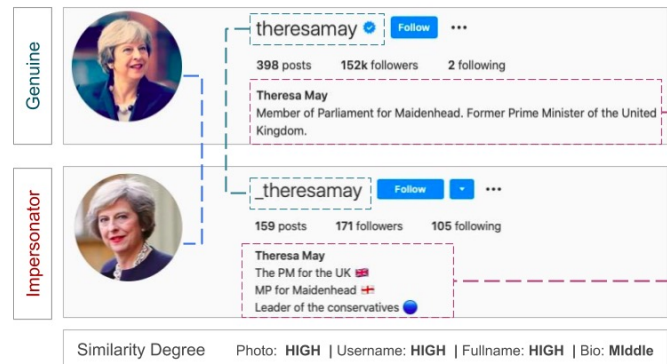 Genuine
theresamay Follow •••
398 posts 152k followers 2 following
Theresa May
Member of Parliament for Maidenhead. Former Prime Minister of the United
Kingdom.
Impersonator
_theresamay Follow •••
159 posts 171 followers 105 following
Theresa May
The PM for the UK 🇬🇧
MP for Maidenhead 🏴󠁧󠁢󠁥󠁮󠁧󠁿
Leader of the conservatives 🔵
Similarity Degree Photo: HIGH | Username: HIGH | Fullname: HIGH | Bio: MIddle